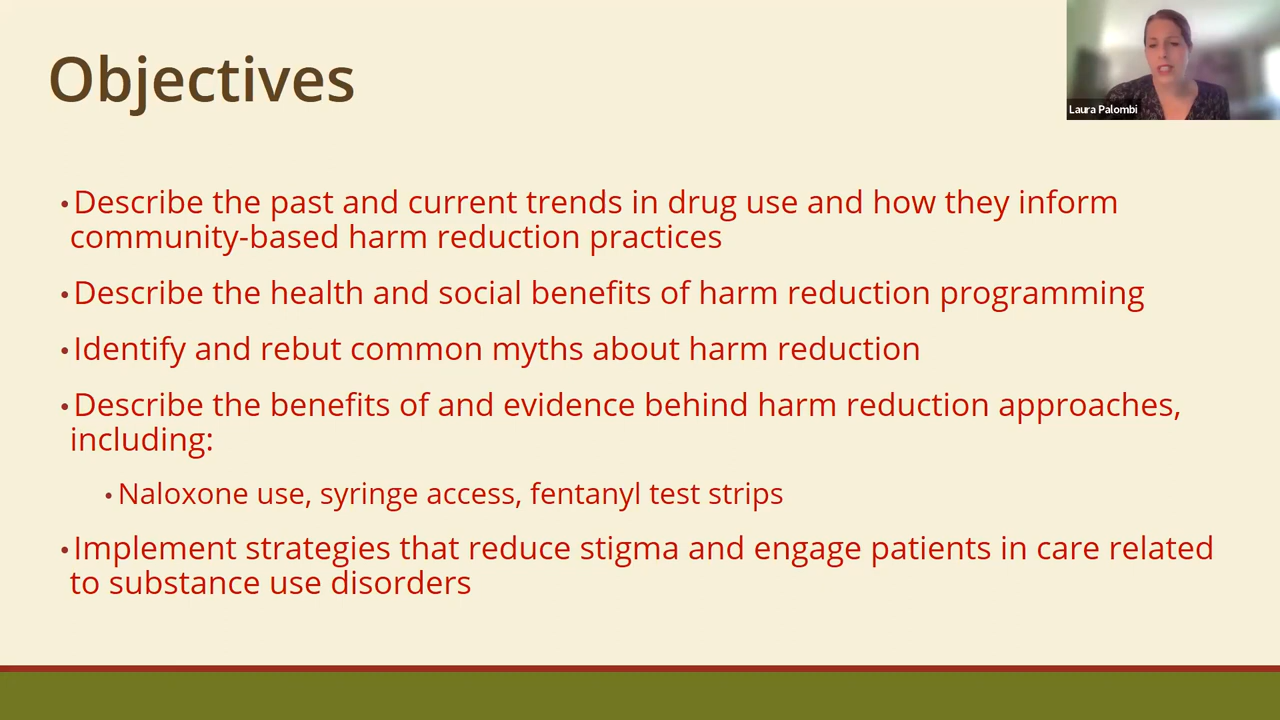 Objectives
Laura Palombi
•Describe the past and current trends in drug use and how they inform
community-based harm reduction practices
•Describe the health and social benefits of harm reduction programming
•Identify and rebut common myths about harm reduction
•Describe the benefits of and evidence behind harm reduction approaches,
including:
•Naloxone use, syringe access, fentanyl test strips
•Implement strategies that reduce stigma and engage patients in care related
to substance use disorders